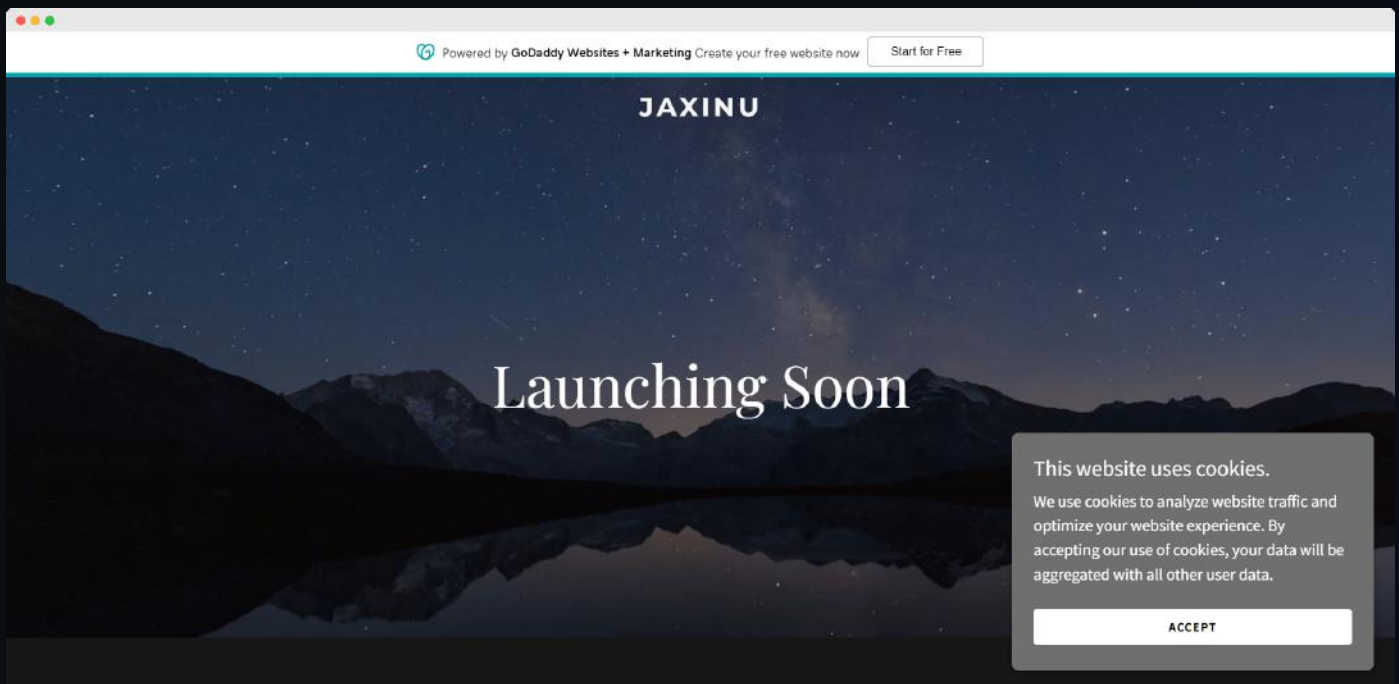 Powered by GoDaddy Websites + Marketing Create your free website now Start for Free
JAXINU
Launching Soon
This website uses cookies.
We use cookies to analyze website traffic and
optimize your website experience. By
accepting our use of cookies, your data will be
aggregated with all other user data.
ACCEPT